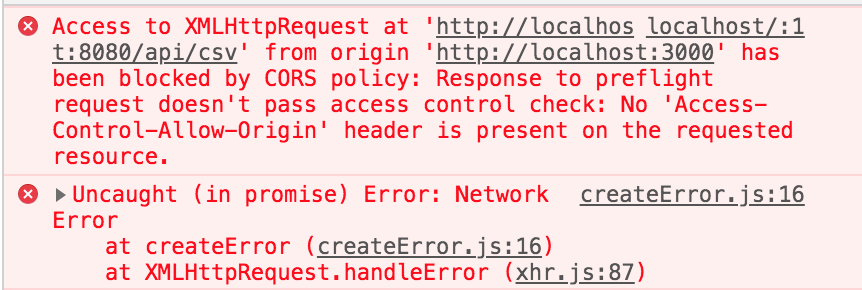 Access to XMLHttpRequest at 'http://localhos localhost/:1
t:8080/api/csv' from origin 'http://localhost:3000' has
been blocked by CORS policy: Response to preflight
request doesn't pass access control check: No 'Access-
Control-Allow-Origin' header is present on the requested
resource.
Uncaught (in promise) Error: Network createError.js:16
Error
at createError (createError.js:16)
at XMLHttpRequest.handleError (xhr.js:87)